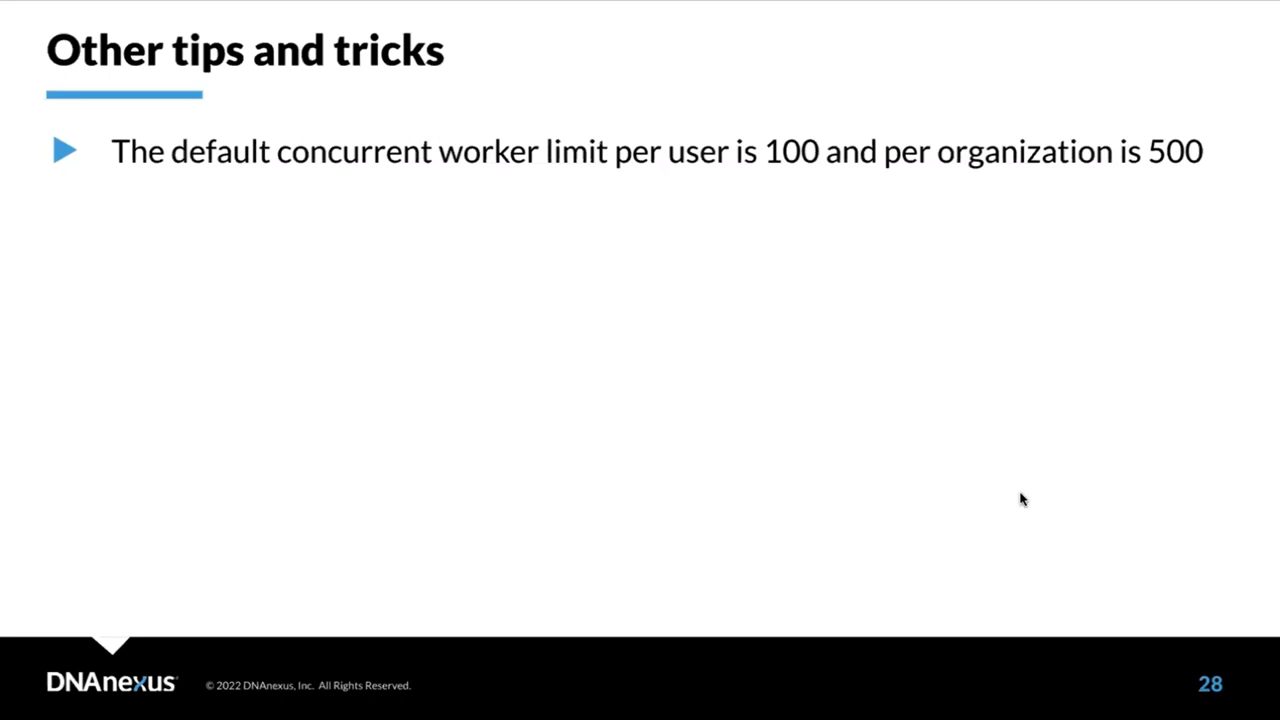 Other tips and tricks
The default concurrent worker limit per user is 100 and per organization is 500
DNAnexus
© 2022 DNAnexus, Inc. All Rights Reserved.
28